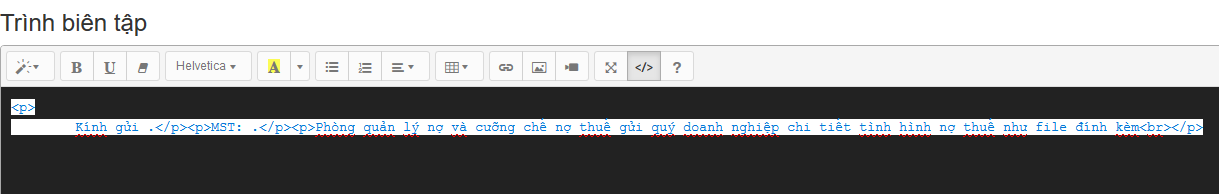 Trình biên tập
B U Helvetica A </> ?
<p>
Kính gửi .</p><p>MST: .</p><p>Phòng quản lý nợ và cưỡng chế nợ thuế gửi quý doanh nghiệp chi tiết tình hình nợ thuế như file đính kèm<br></p>